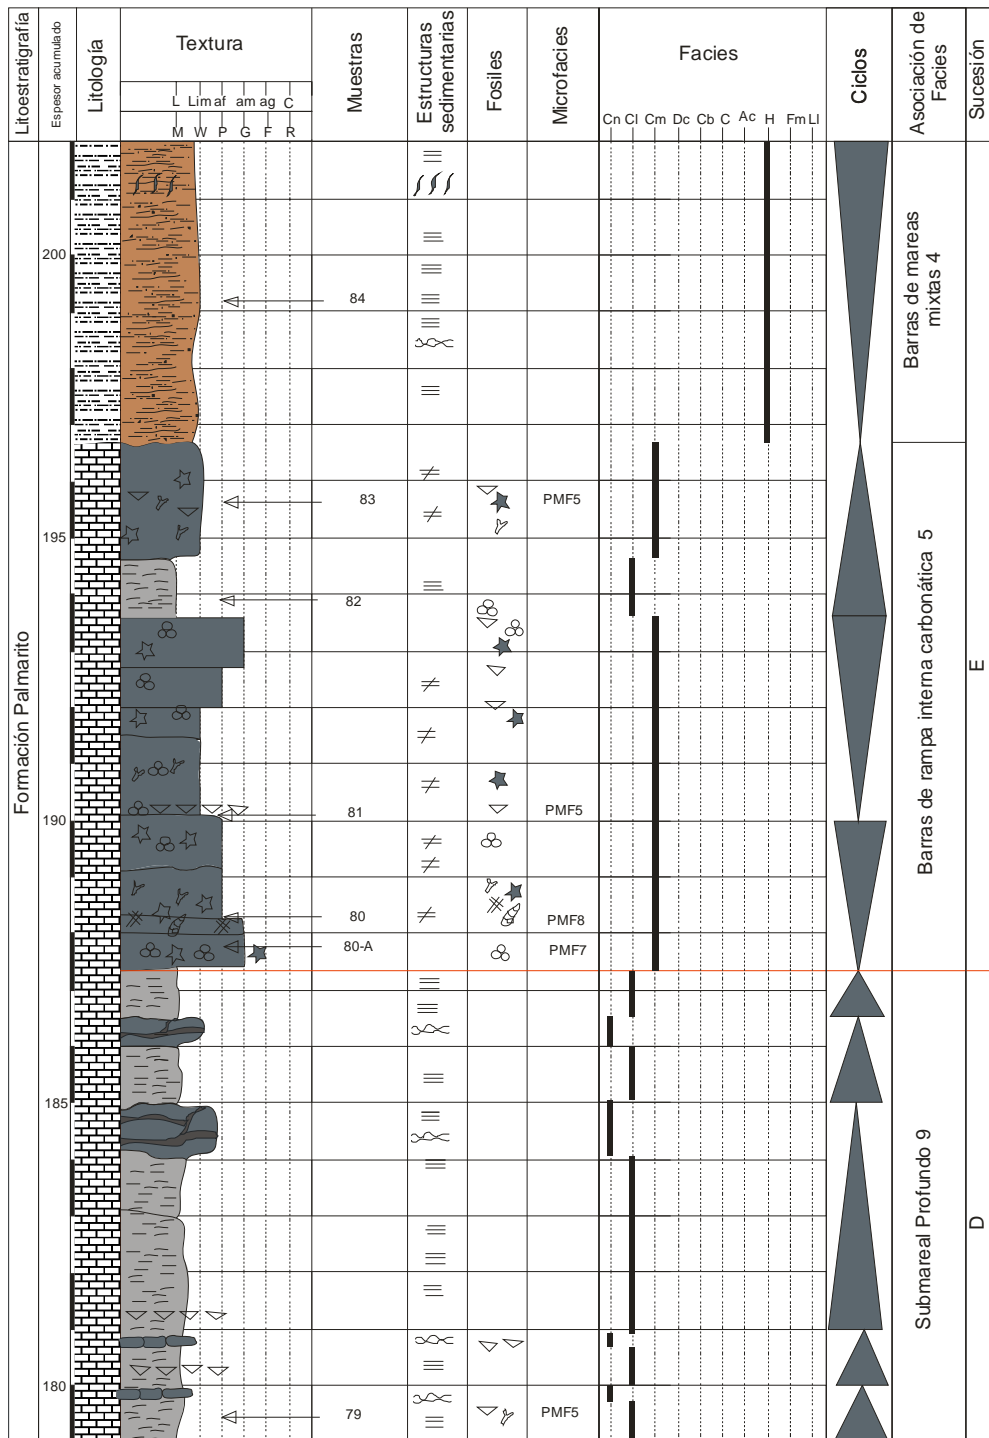 Litoestratigrafía
Espesor acumulado
Litología
Textura
L Lim af am ag C
M W P G F R
Muestras
Estructuras
sedimentarias
Fosiles
Microfacies
Facies
Cn Cl Cm Dc Cb C Ac H Fm Ll
Ciclos
Asociación de
Facies
Sucesión
Formación Palmarito
200
84
Barras de mareas
mixtas 4
83
PMF5
195
82
Barras de rampa interna carbonática 5
E
81
PMF5
190
80
PMF8
80-A
PMF7
185
Submareal Profundo 9
D
180
79
PMF5